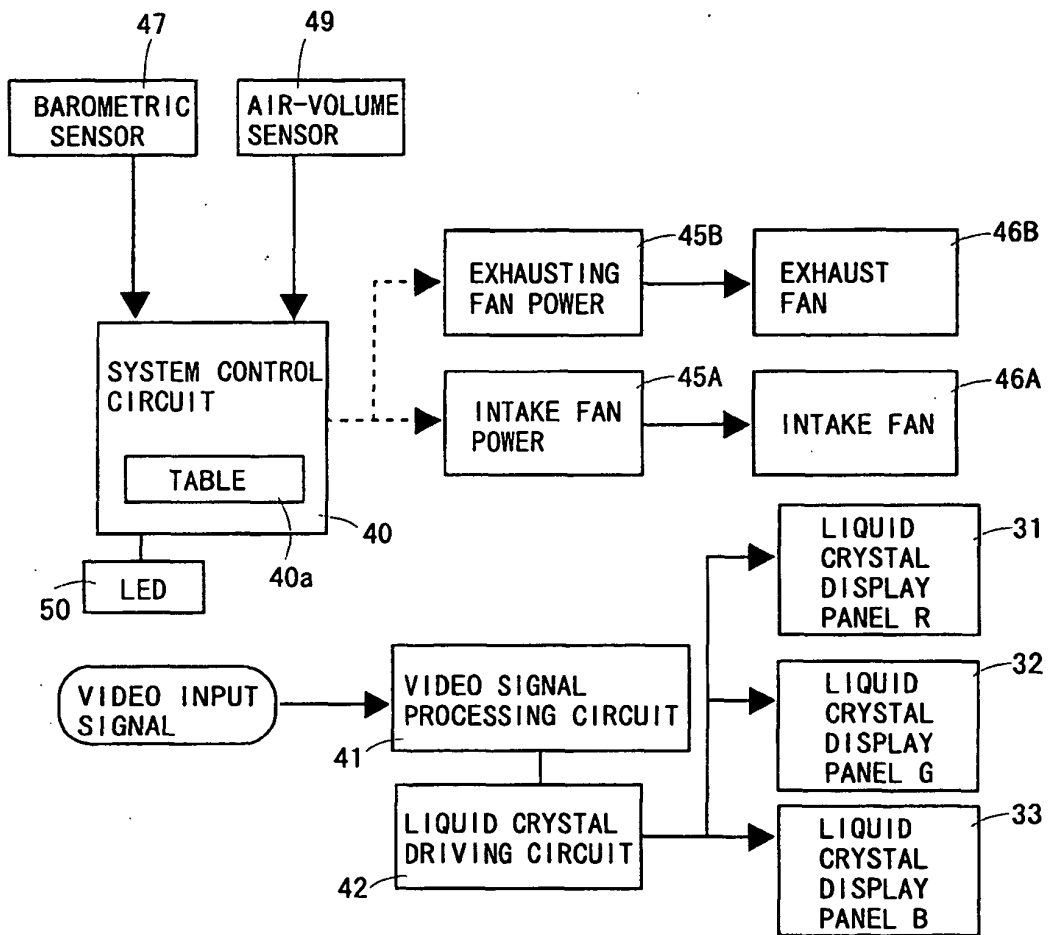 47
49
BAROMETRIC
SENSOR
AIR-VOLUME
SENSOR
45B
46B
EXHAUSTING
FAN POWER
EXHAUST
FAN
SYSTEM CONTROL
CIRCUIT
45A
46A
INTAKE FAN
POWER
INTAKE FAN
TABLE
40
40a
LED
50
31
LIQUID
CRYSTAL
DISPLAY
PANEL R
VIDEO INPUT
SIGNAL
VIDEO SIGNAL
PROCESSING CIRCUIT
41
32
LIQUID
CRYSTAL
DISPLAY
PANEL G
LIQUID CRYSTAL
DRIVING CIRCUIT
42
33
LIQUID
CRYSTAL
DISPLAY
PANEL B